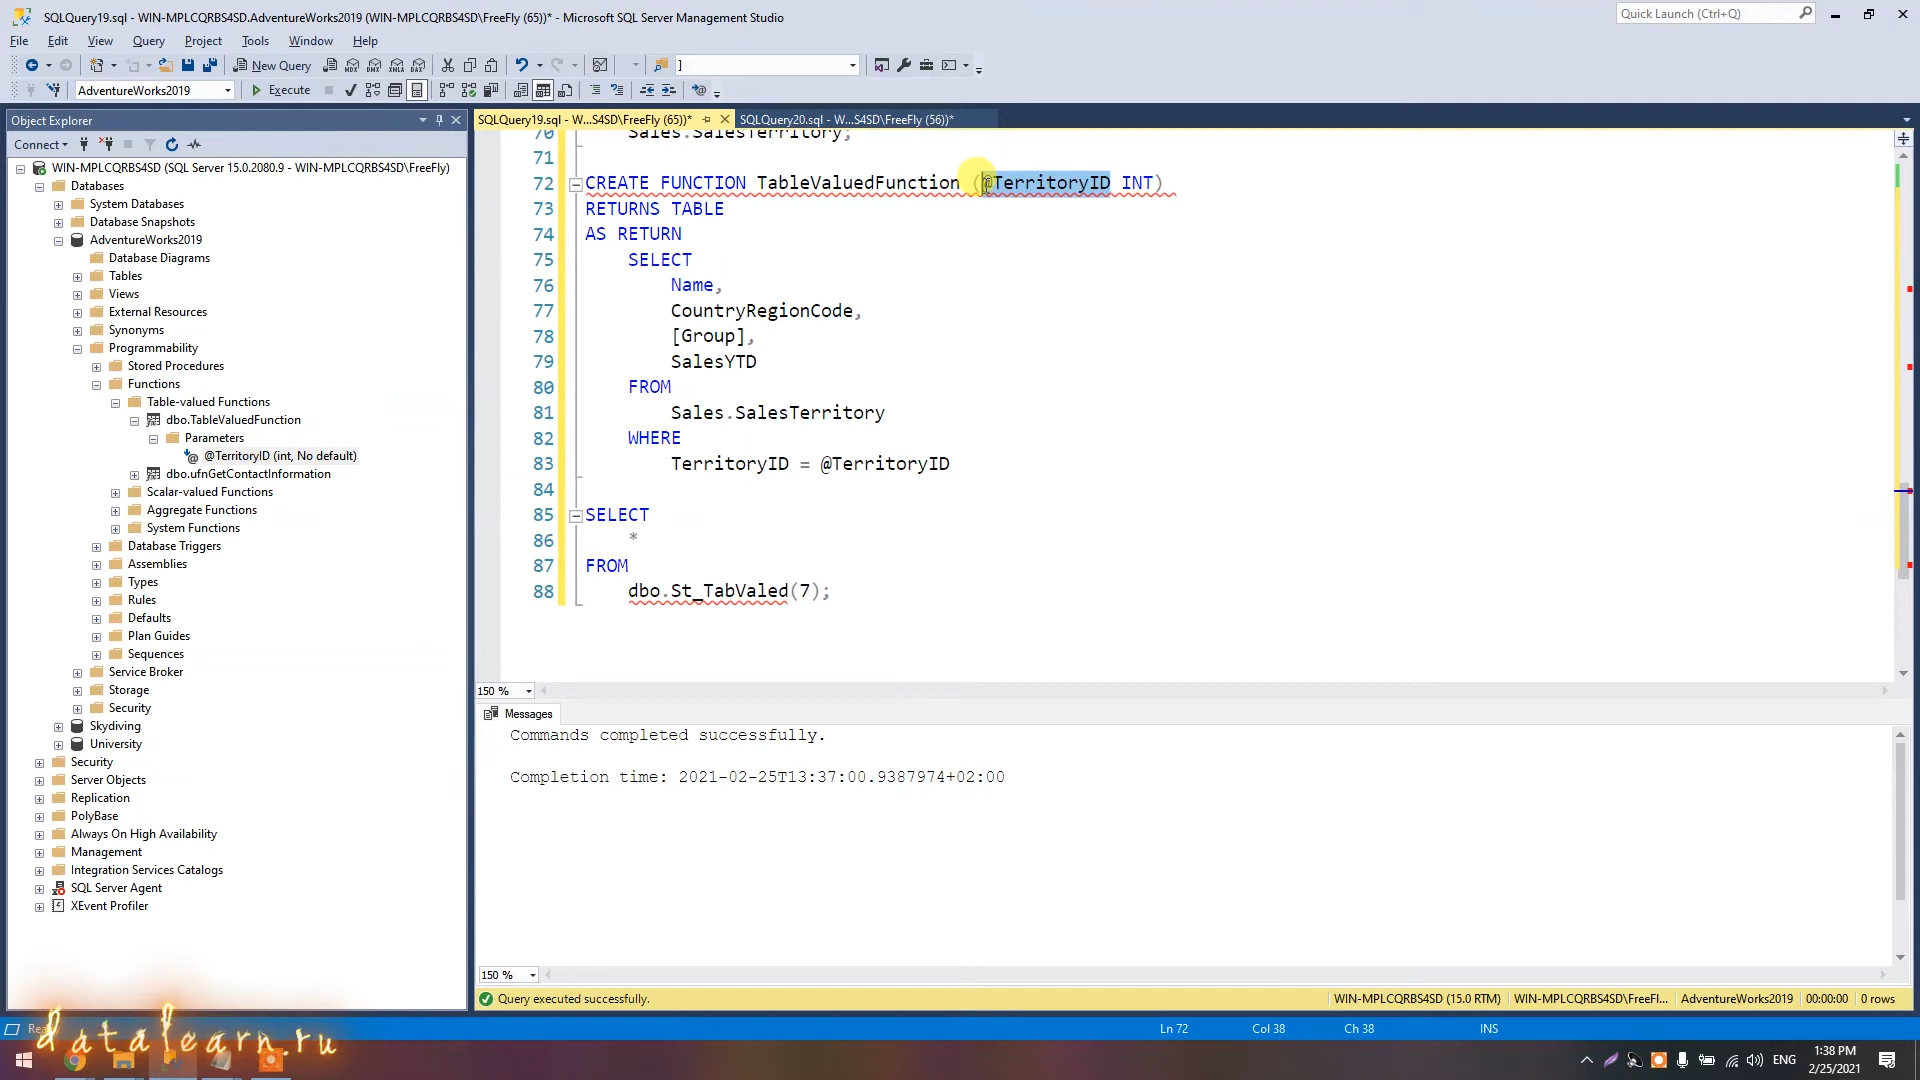 SQLQuery19.sql - WIN-MPLCQRBS4SD.AdventureWorks2019 (WIN-MPLCQRBS4SD\FreeFly (65))* - Microsoft SQL Server Management Studio
Quick Launch (Ctrl+Q)
File Edit View Query Project Tools Window Help
New Query
]
AdventureWorks2019
Execute
Object Explorer
SQLQuery19.sql - W...S4SD\FreeFly (65))*
SQLQuery20.sql - W...S4SD\FreeFly (56))*
Connect
WIN-MPLCQRBS4SD (SQL Server 15.0.2080.9 - WIN-MPLCQRBS4SD\FreeFly)
Databases
System Databases
Database Snapshots
AdventureWorks2019
Database Diagrams
Tables
Views
External Resources
Synonyms
Programmability
Stored Procedures
Functions
Table-valued Functions
dbo.TableValuedFunction
Parameters
@TerritoryID (int, No default)
dbo.ufnGetContactInformation
Scalar-valued Functions
Aggregate Functions
System Functions
Database Triggers
Assemblies
Types
Rules
Defaults
Plan Guides
Sequences
Service Broker
Storage
Security
Skydiving
University
Security
Server Objects
Replication
PolyBase
Always On High Availability
Management
Integration Services Catalogs
SQL Server Agent
XEvent Profiler
70 Sales.SalesTerritory;
71
72 CREATE FUNCTION TableValuedFunction (@TerritoryID INT)
73 RETURNS TABLE
74 AS RETURN
75 SELECT
76 Name,
77 CountryRegionCode,
78 [Group],
79 SalesYTD
80 FROM
81 Sales.SalesTerritory
82 WHERE
83 TerritoryID = @TerritoryID
84
85 SELECT
86 *
87 FROM
88 dbo.St_TabValed(7);
150 %
Messages
Commands completed successfully.
Completion time: 2021-02-25T13:37:00.9387974+02:00
150 %
Query executed successfully.
WIN-MPLCQRBS4SD (15.0 RTM) WIN-MPLCQRBS4SD\FreeFl... AdventureWorks2019 00:00:00 0 rows
Ln 72 Col 38 Ch 38 INS
datalearn.ru
ENG
1:38 PM
2/25/2021